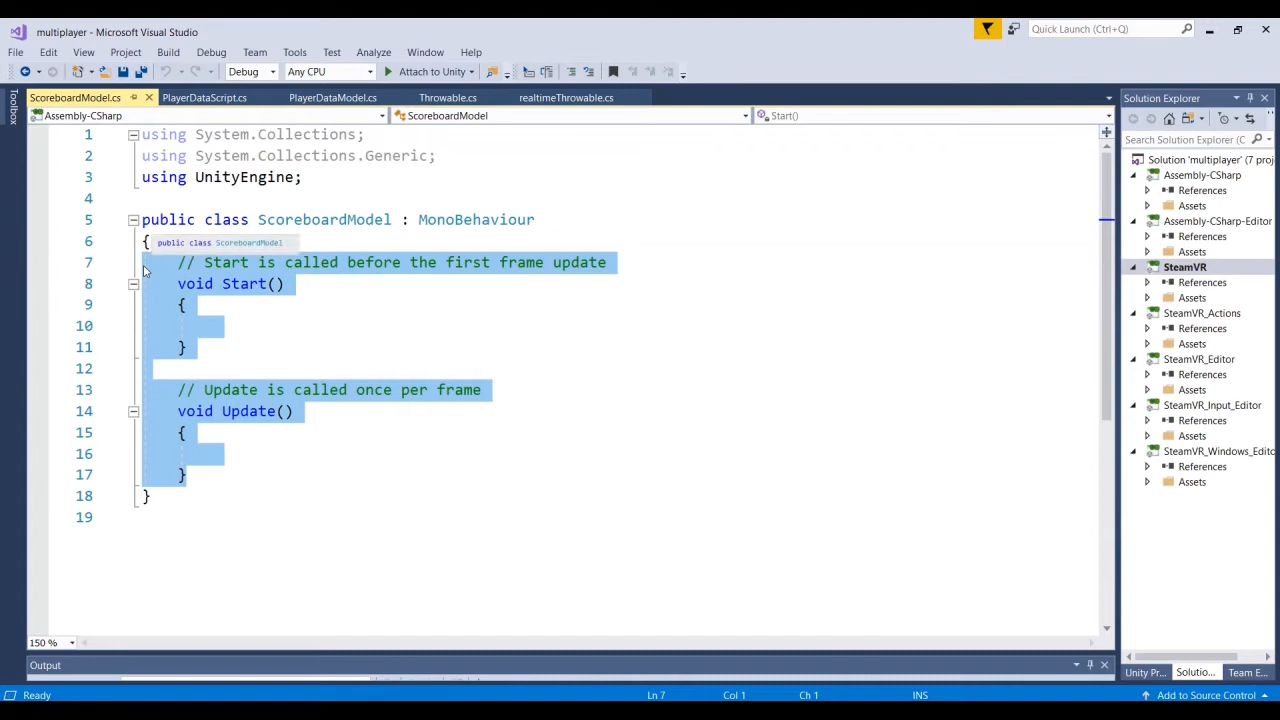 multiplayer - Microsoft Visual Studio
Quick Launch (Ctrl+Q)
File Edit View Project Build Debug Team Tools Test Analyze Window Help
Debug Any CPU Attach to Unity
Toolbox
ScoreboardModel.cs PlayerDataScript.cs PlayerDataModel.cs Throwable.cs realtimeThrowable.cs
Assembly-CSharp ScoreboardModel Start()
1 using System.Collections;
2 using System.Collections.Generic;
3 using UnityEngine;
4
5 public class ScoreboardModel : MonoBehaviour
6 {
public class ScoreboardModel
7 // Start is called before the first frame update
8 void Start()
9 {
10
11 }
12
13 // Update is called once per frame
14 void Update()
15 {
16
17 }
18 }
19
150 %
Output
Solution Explorer
Search Solution Explorer (C
Solution 'multiplayer' (7 proj
Assembly-CSharp
References
Assets
Assembly-CSharp-Editor
References
Assets
SteamVR
References
Assets
SteamVR_Actions
References
Assets
SteamVR_Editor
References
Assets
SteamVR_Input_Editor
References
Assets
SteamVR_Windows_Edito
References
Assets
Unity Pr... Solutio... Team E...
Ready Ln 7 Col 1 Ch 1 INS Add to Source Control